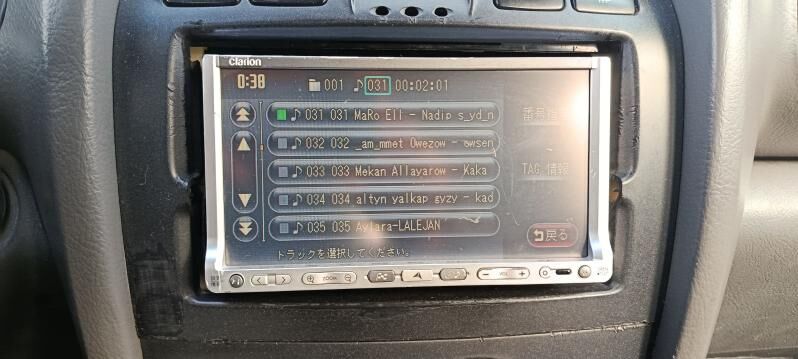 Clarion
0:38 001 031 00:02:01
031 031 MaRo Ell - Nadip s_yd_n
032 032 _am_mmet Owezow - owsen
033 033 Mekan Allayarow - Kaka
034 034 altyn yalkap gyzy - kad
035 035 Aylara-LALEJAN
TAG 情報
戻る
トラックを選択してください。
ZOOM
VOL